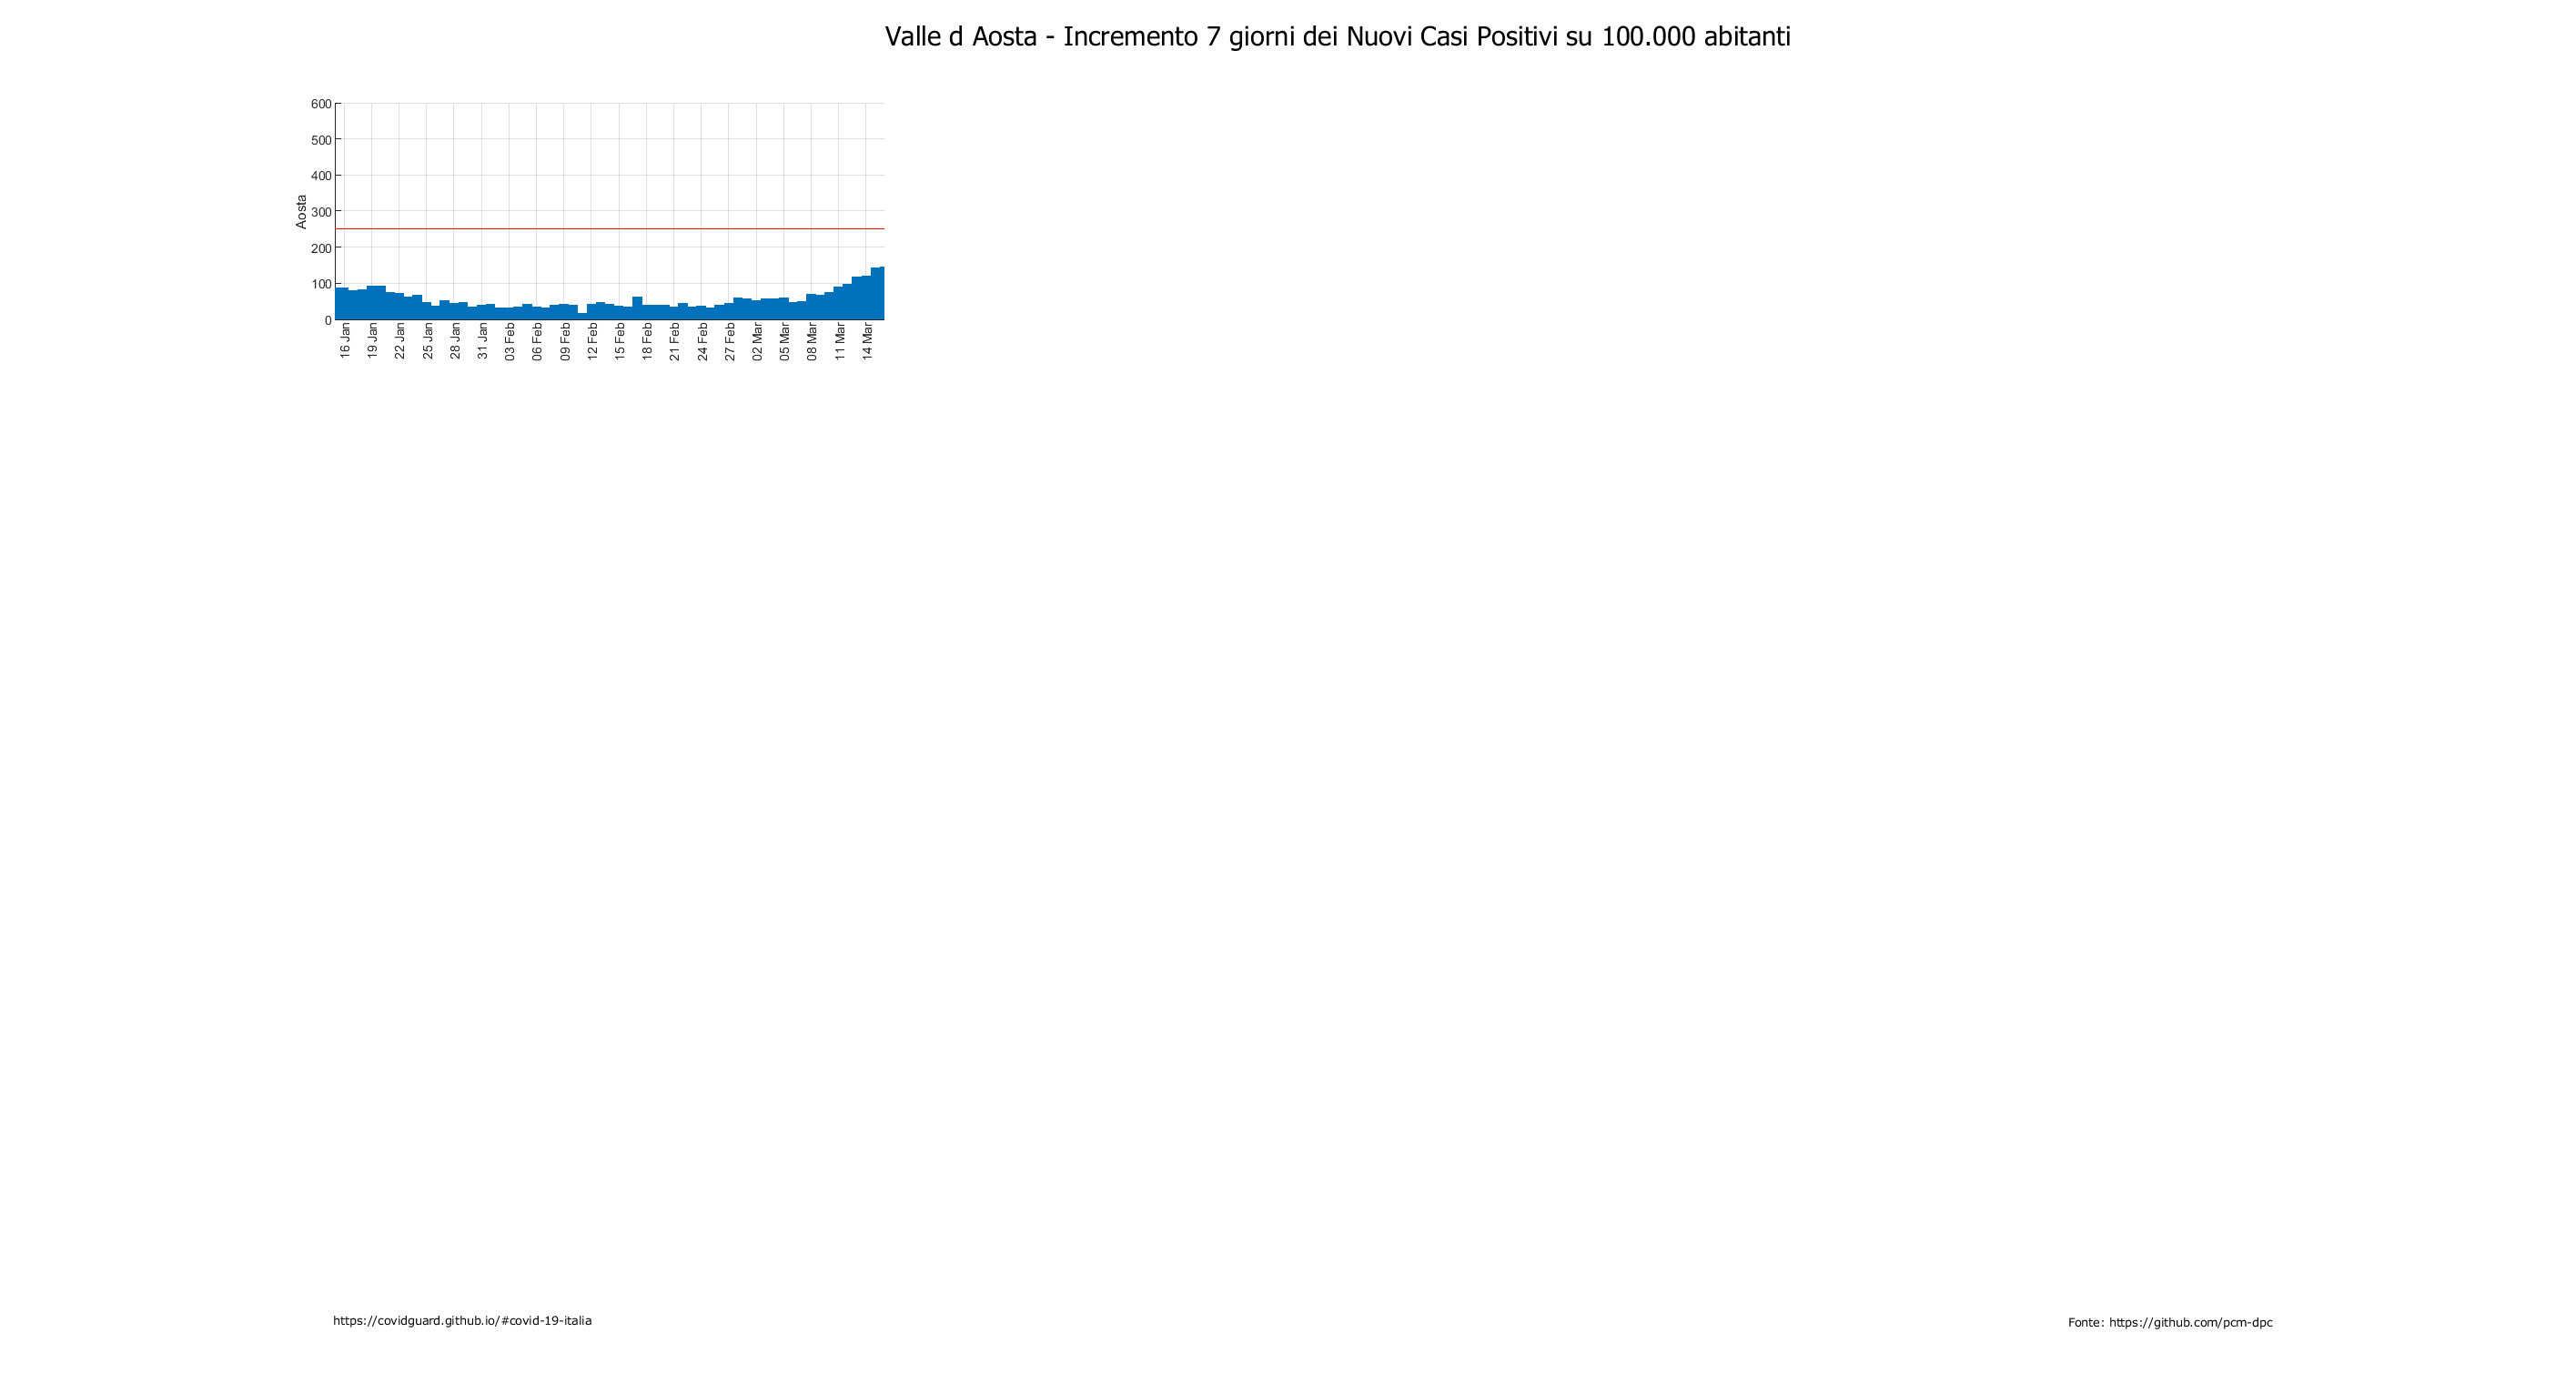 Valle d Aosta - Incremento 7 giorni dei Nuovi Casi Positivi su 100.000 abitanti
600
500
400
300
200
100
0
Aosta
16 Jan
19 Jan
22 Jan
25 Jan
28 Jan
31 Jan
03 Feb
06 Feb
09 Feb
12 Feb
15 Feb
18 Feb
21 Feb
24 Feb
27 Feb
02 Mar
05 Mar
08 Mar
11 Mar
14 Mar
https://covidguard.github.io/#covid-19-italia
Fonte: https://github.com/pcm-dpc